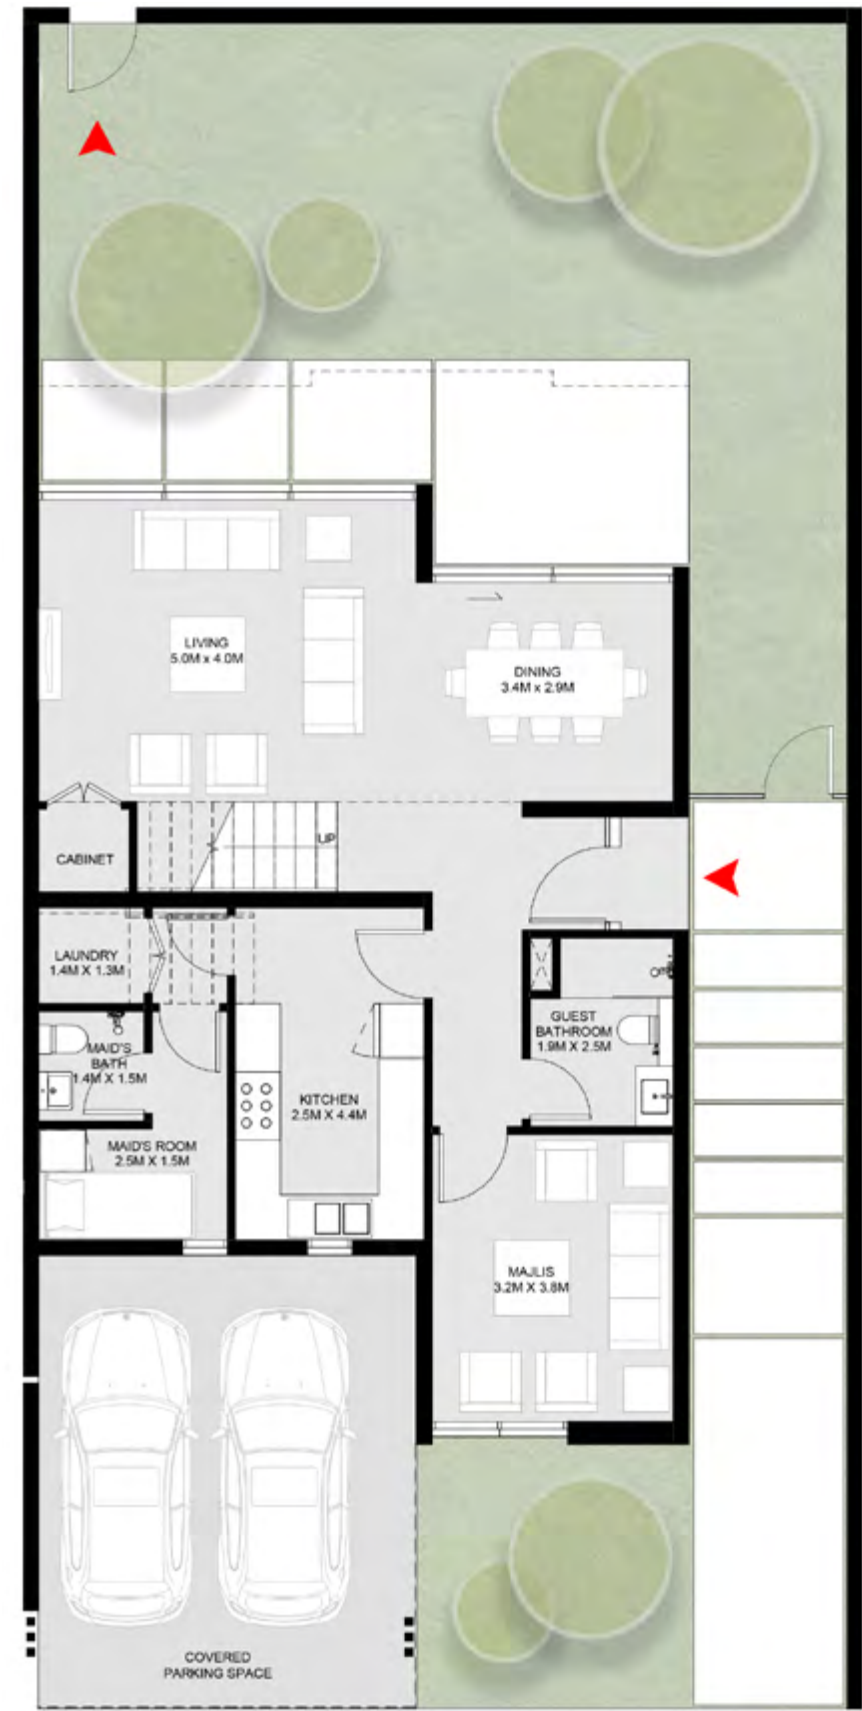 LIVING
5.0M x 4.0M
DINING
3.4M x 2.9M
UP
CABINET
LAUNDRY
1.4M X 1.3M
GUEST
BATHROOM
1.9M X 2.5M
MAID'S
BATH
1.4M X 1.5M
KITCHEN
2.5M X 4.4M
MAID'S ROOM
2.5M X 1.5M
MAJLIS
3.2M X 3.8M
COVERED
PARKING SPACE